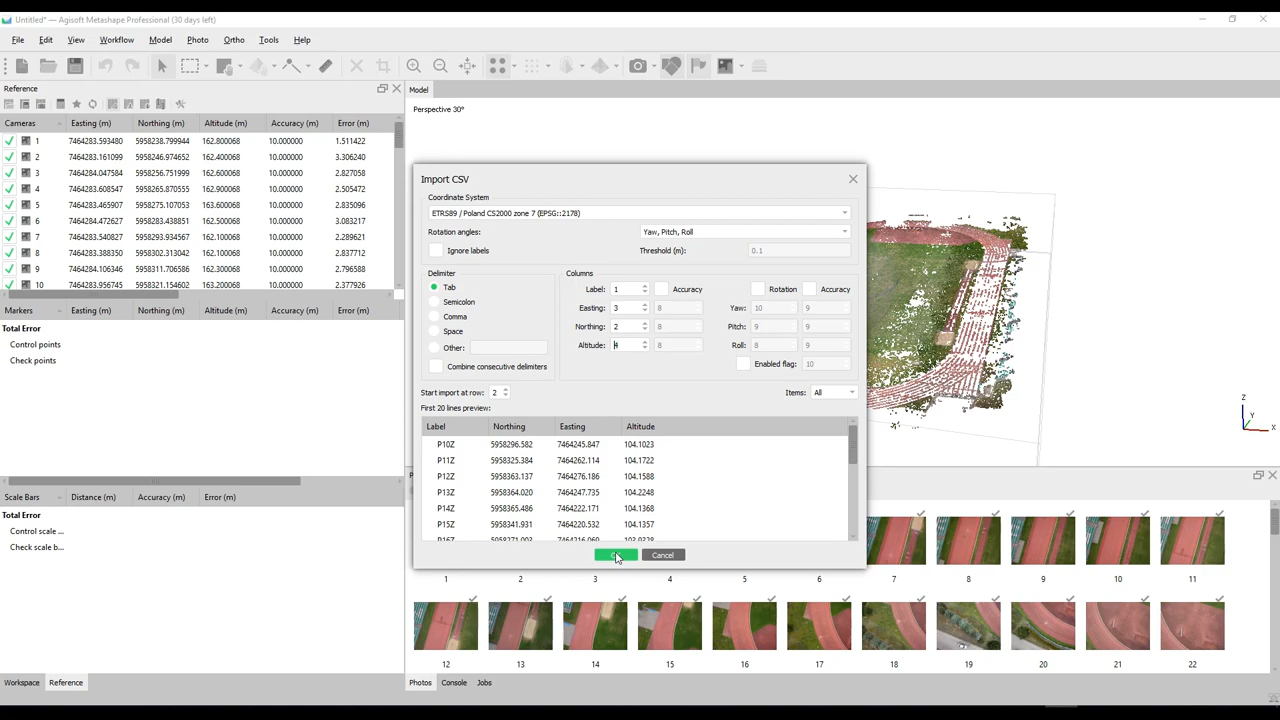 Untitled* — Agisoft Metashape Professional (30 days left)
File Edit View Workflow Model Photo Ortho Tools Help
Reference
Cameras Easting (m) Northing (m) Altitude (m) Accuracy (m) Error (m)
1 7464283.593480 5958238.799944 162.800068 10.000000 1.511422
2 7464283.161099 5958246.974652 162.400068 10.000000 3.306240
3 7464284.047584 5958256.751999 162.900068 10.000000 2.827058
4 7464283.608547 5958265.870555 162.900068 10.000000 2.505472
5 7464283.465907 5958275.107053 163.600068 10.000000 2.835096
6 7464284.472627 5958283.438851 162.500068 10.000000 3.083217
7 7464283.540827 5958293.934567 162.100068 10.000000 2.289621
8 7464283.388350 5958302.313032 162.100068 10.000000 2.837712
9 7464284.104346 5958311.706586 162.300068 10.000000 2.796588
10 7464283.956745 5958321.154602 163.200068 10.000000 2.377926
Markers Easting (m) Northing (m) Altitude (m) Accuracy (m) Error (m)
Total Error
Control points
Check points
Scale Bars Distance (m) Accuracy (m) Error (m)
Total Error
Control scale ...
Check scale b...
Workspace Reference
Model
Perspective 30°
Import CSV
Coordinate System
ETRS89 / Poland CS2000 zone 7 (EPSG::2178)
Rotation angles: Yaw, Pitch, Roll
Ignore labels Threshold (m): 0.1
Delimiter
Tab
Semicolon
Comma
Space
Other:
Combine consecutive delimiters
Columns
Label: 1 Accuracy Rotation Accuracy
Easting: 3 8 Yaw: 10 9
Northing: 2 8 Pitch: 9 9
Altitude: 4 8 Roll: 8 9
Enabled flag: 10
Start import at row: 2 Items: All
First 20 lines preview:
Label Northing Easting Altitude
P10Z 5958296.582 7464245.847 104.1023
P11Z 5958325.384 7464262.114 104.1722
P12Z 5958363.137 7464276.186 104.1588
P13Z 5958364.020 7464247.735 104.2248
P14Z 5958365.486 7464222.171 104.1368
P15Z 5958341.931 7464220.532 104.1357
Cancel
Z
Y
X
1 2 3 4 5 6 7 8 9 10 11
12 13 14 15 16 17 18 19 20 21 22
Photos Console Jobs